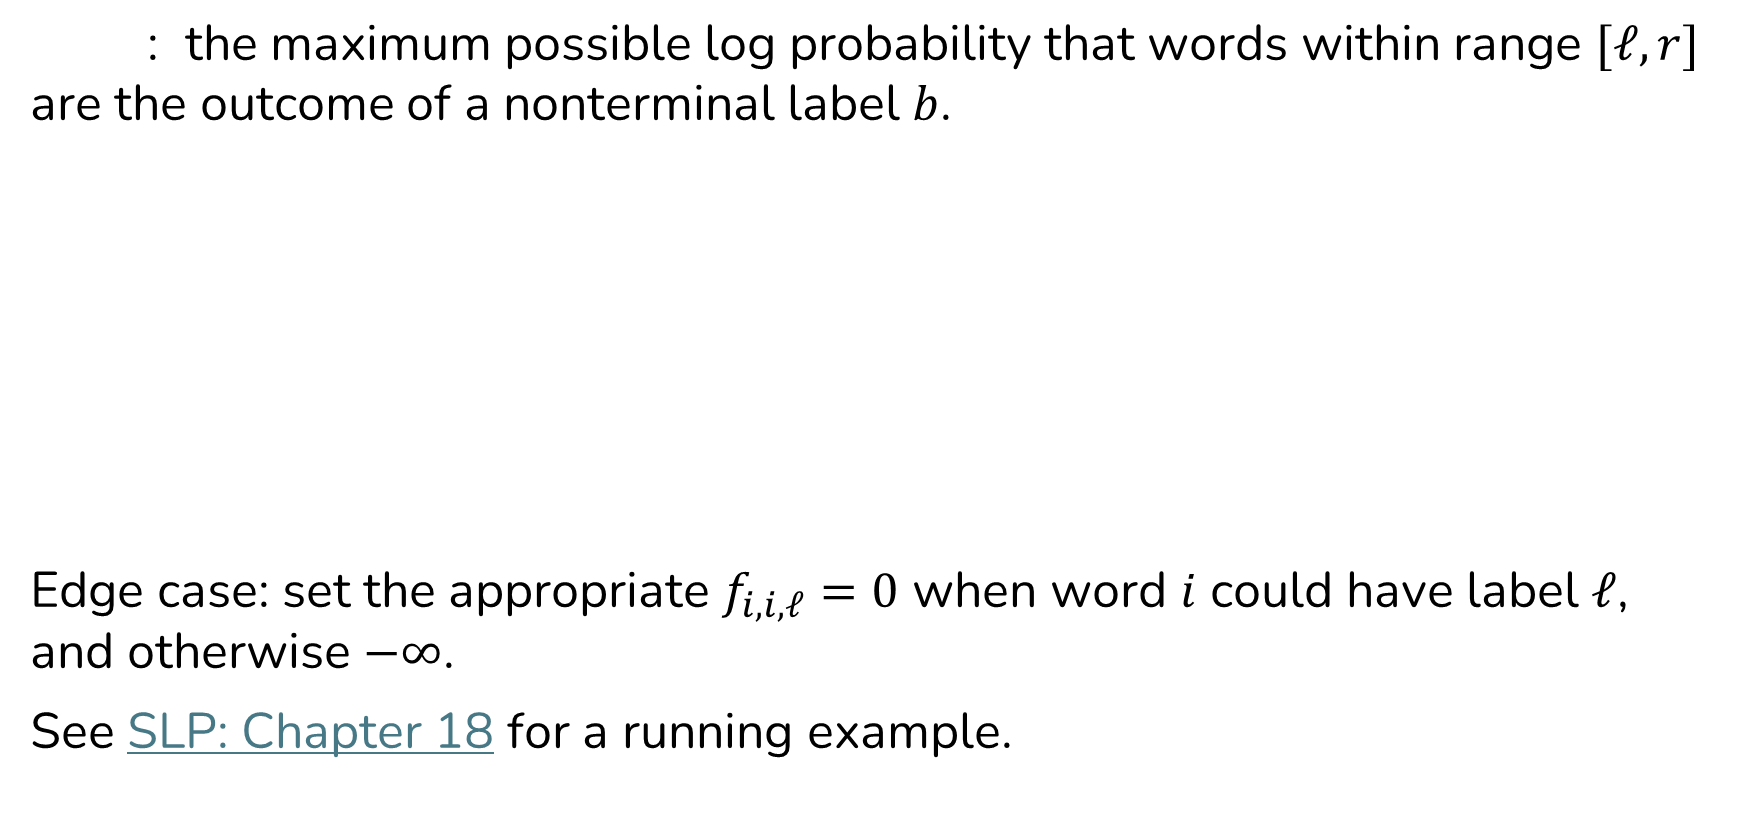 : the maximum possible log probability that words within range [ℓ, r]
are the outcome of a nonterminal label b.
Edge case: set the appropriate f_{i,i,ℓ} = 0 when word i could have label ℓ,
and otherwise −∞.
See SLP: Chapter 18 for a running example.